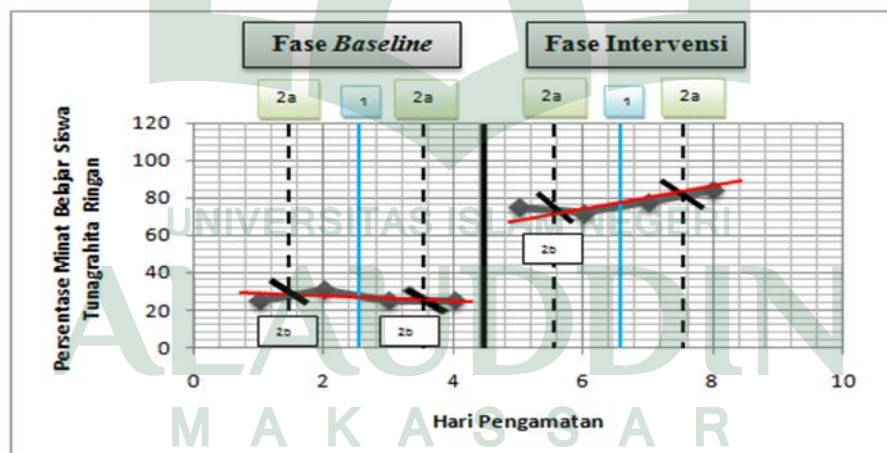 Fase Baseline Fase Intervensi
2a 1 2a 2a 1 2a
Persentase Minat Belajar Siswa
Tunagrahita Ringan
120
100
80
60
40
20
0
2b 2b 2b
0 2 4 6 8 10
Hari Pengamatan
UNIVERSITAS ISLAM NEGERI
ALAUDDIN
MAKASSAR